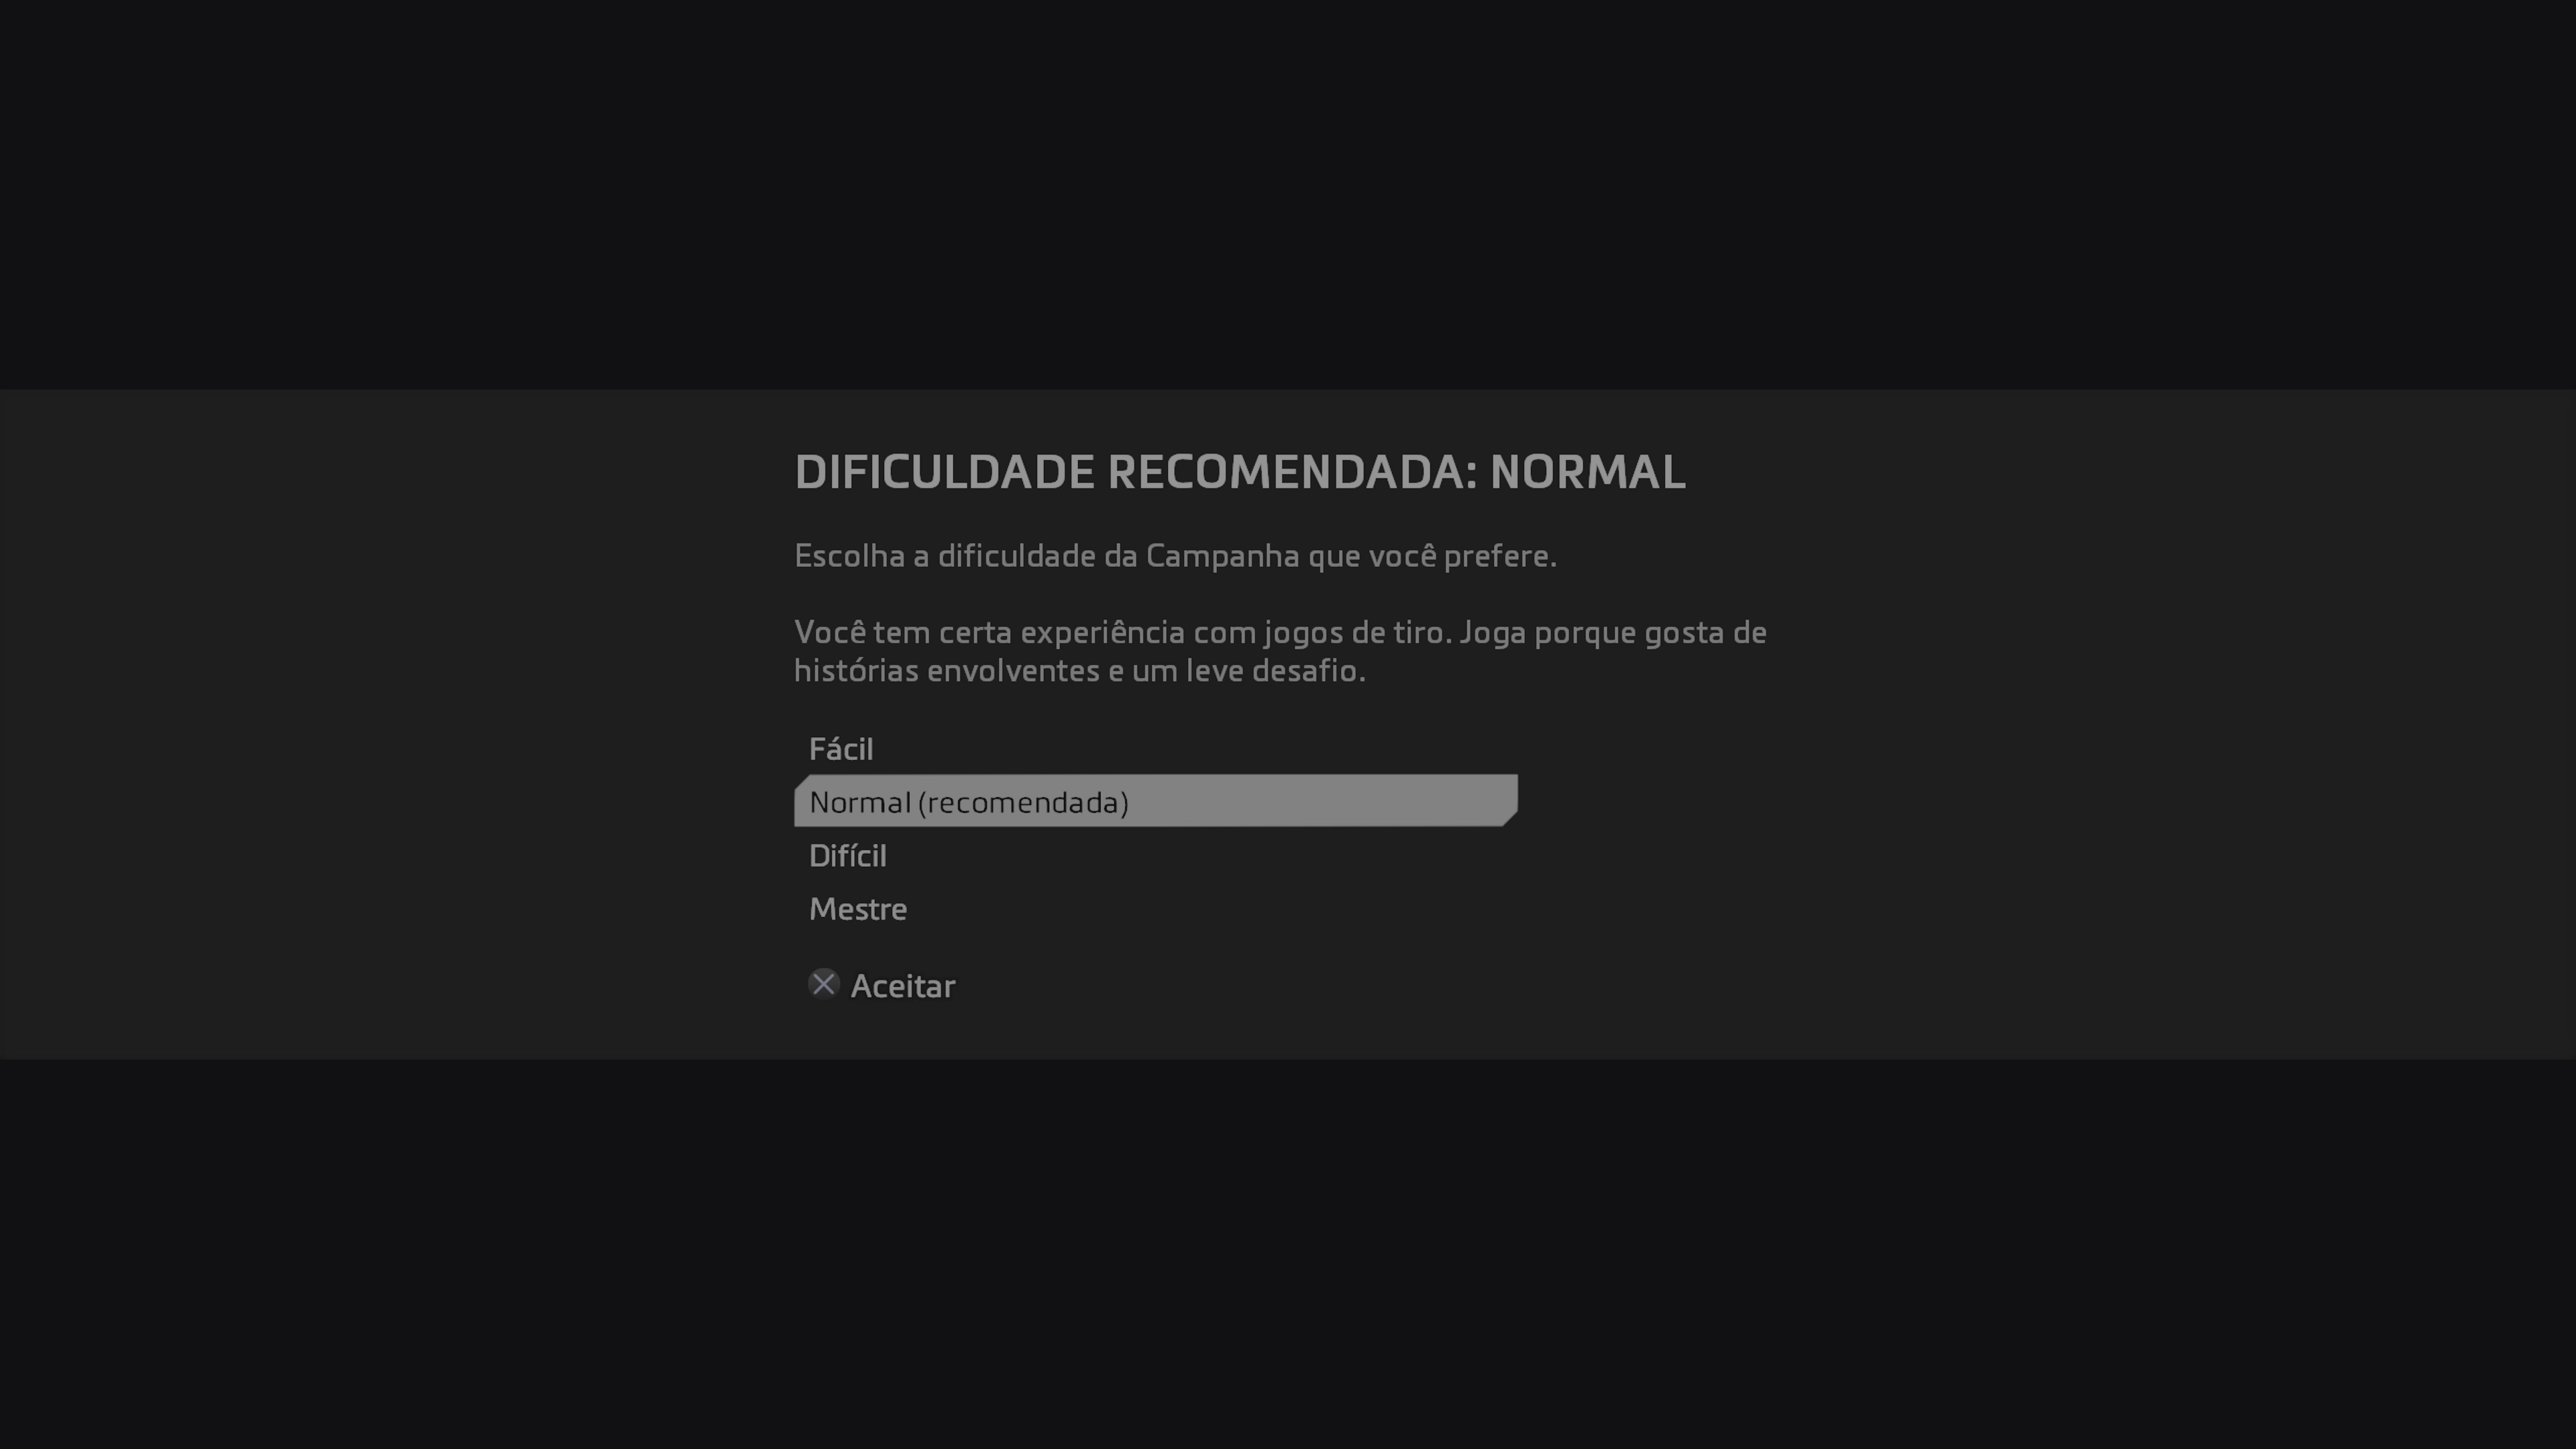 DIFICULDADE RECOMENDADA: NORMAL
Escolha a dificuldade da Campanha que você prefere.
Você tem certa experiência com jogos de tiro. Joga porque gosta de
histórias envolventes e um leve desafio.
Fácil
Normal (recomendada)
Difícil
Mestre
Aceitar